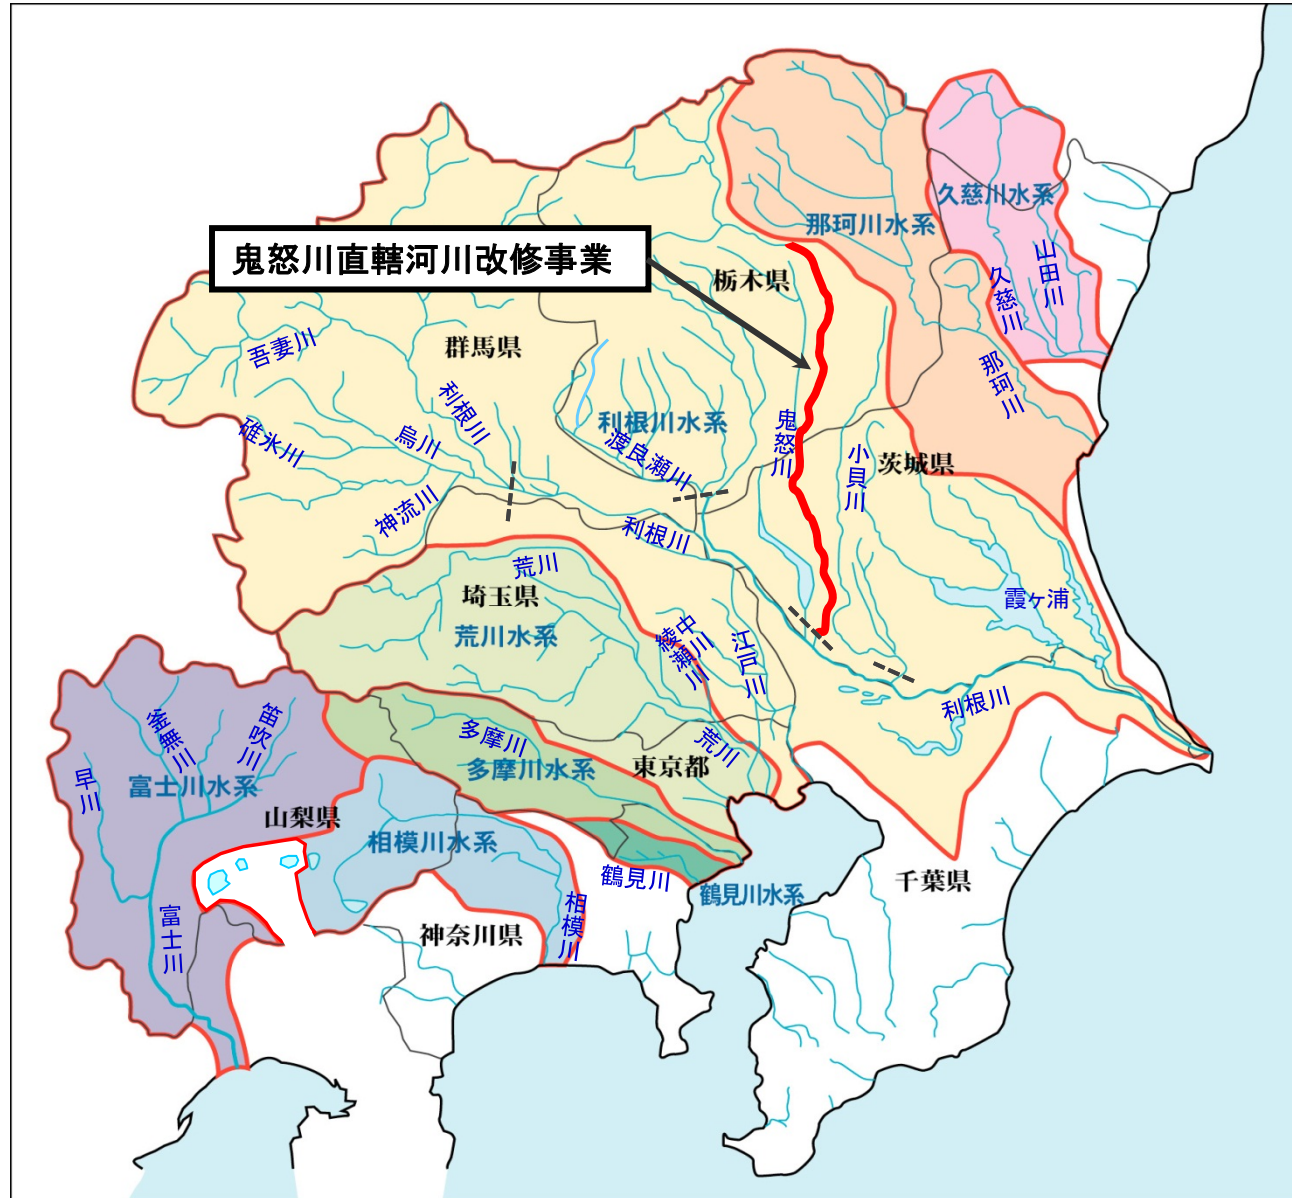 久慈川水系
那珂川水系
鬼怒川直轄河川改修事業
山田川
栃木県
久慈川
吾妻川
群馬県
那珂川
利根川
利根川水系
鬼怒川
碓氷川
烏川
渡良瀬川
小貝川
茨城県
神流川
利根川
荒川
埼玉県
霞ヶ浦
荒川水系
綾瀬川
中川
江戸川
利根川
釜無川
笛吹川
多摩川
荒川
早川
富士川水系
多摩川水系
東京都
山梨県
相模川水系
鶴見川
千葉県
鶴見川水系
富士川
相模川
神奈川県